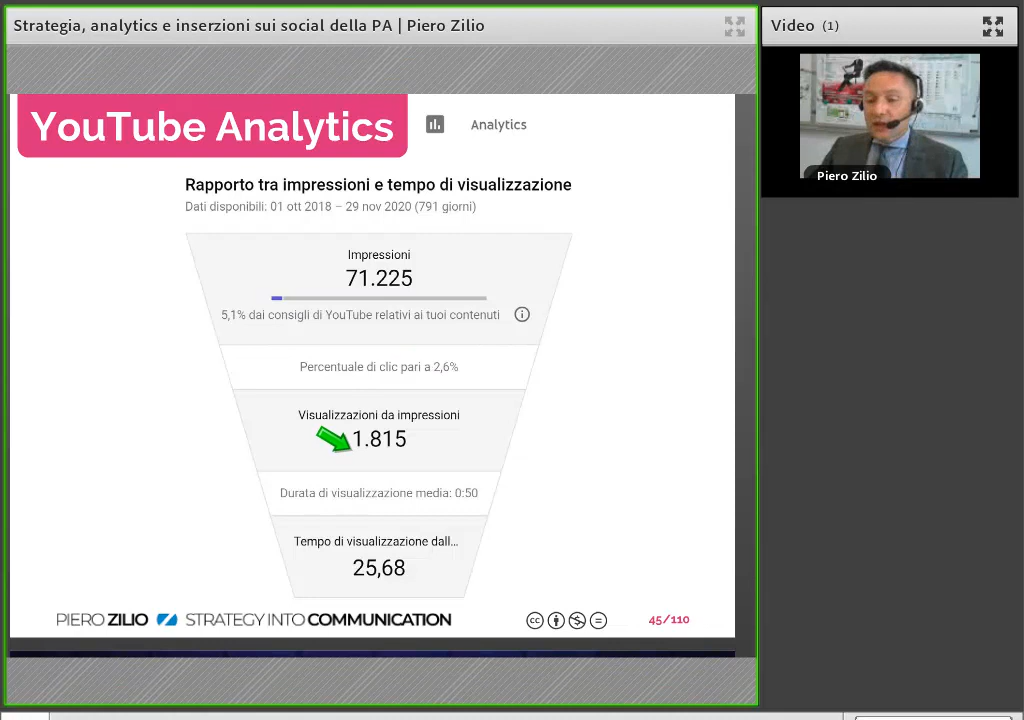 Strategia, analytics e inserzioni sui social della PA | Piero Zilio
Video (1)
Piero Zilio
YouTube Analytics
Analytics
Rapporto tra impressioni e tempo di visualizzazione
Dati disponibili: 01 ott 2018 – 29 nov 2020 (791 giorni)
Impressioni
71.225
5,1% dai consigli di YouTube relativi ai tuoi contenuti
Percentuale di clic pari a 2,6%
Visualizzazioni da impressioni
1.815
Durata di visualizzazione media: 0:50
Tempo di visualizzazione dall...
25,68
PIERO ZILIO STRATEGY INTO COMMUNICATION
cc
45/110